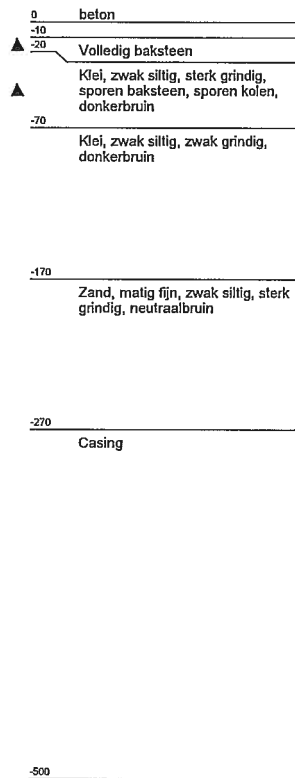 0 beton
-10
-20 Volledig baksteen
Klei, zwak siltig, sterk grindig,
sporen baksteen, sporen kolen,
donkerbruin
-70
Klei, zwak siltig, zwak grindig,
donkerbruin
-170
Zand, matig fijn, zwak siltig, sterk
grindig, neutraalbruin
-270
Casing
-500